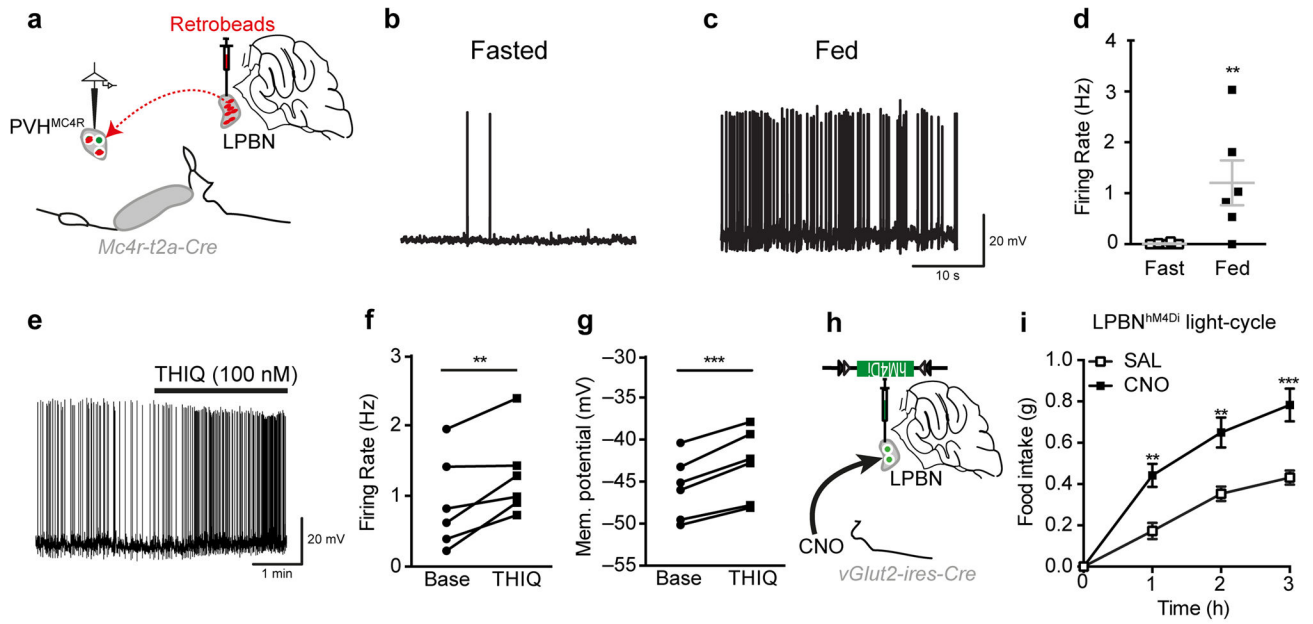 a
Retrobeads
PVHMC4R
LPBN
Mc4r-t2a-Cre
b
Fasted
c
Fed
20 mV
10 s
d
Firing Rate (Hz)
4
3
2
1
0
**
Fast
Fed
e
THIQ (100 nM)
20 mV
1 min
f
Firing Rate (Hz)
3
2
1
0
**
Base
THIQ
g
Mem. potential (mV)
–30
–35
–40
–45
–50
–55
***
Base
THIQ
h
hM4Di
LPBN
CNO
vGlut2-ires-Cre
i
LPBNhM4Di light-cycle
SAL
CNO
Food intake (g)
1.0
0.8
0.6
0.4
0.2
0.0
**
**
***
0
1
2
3
Time (h)